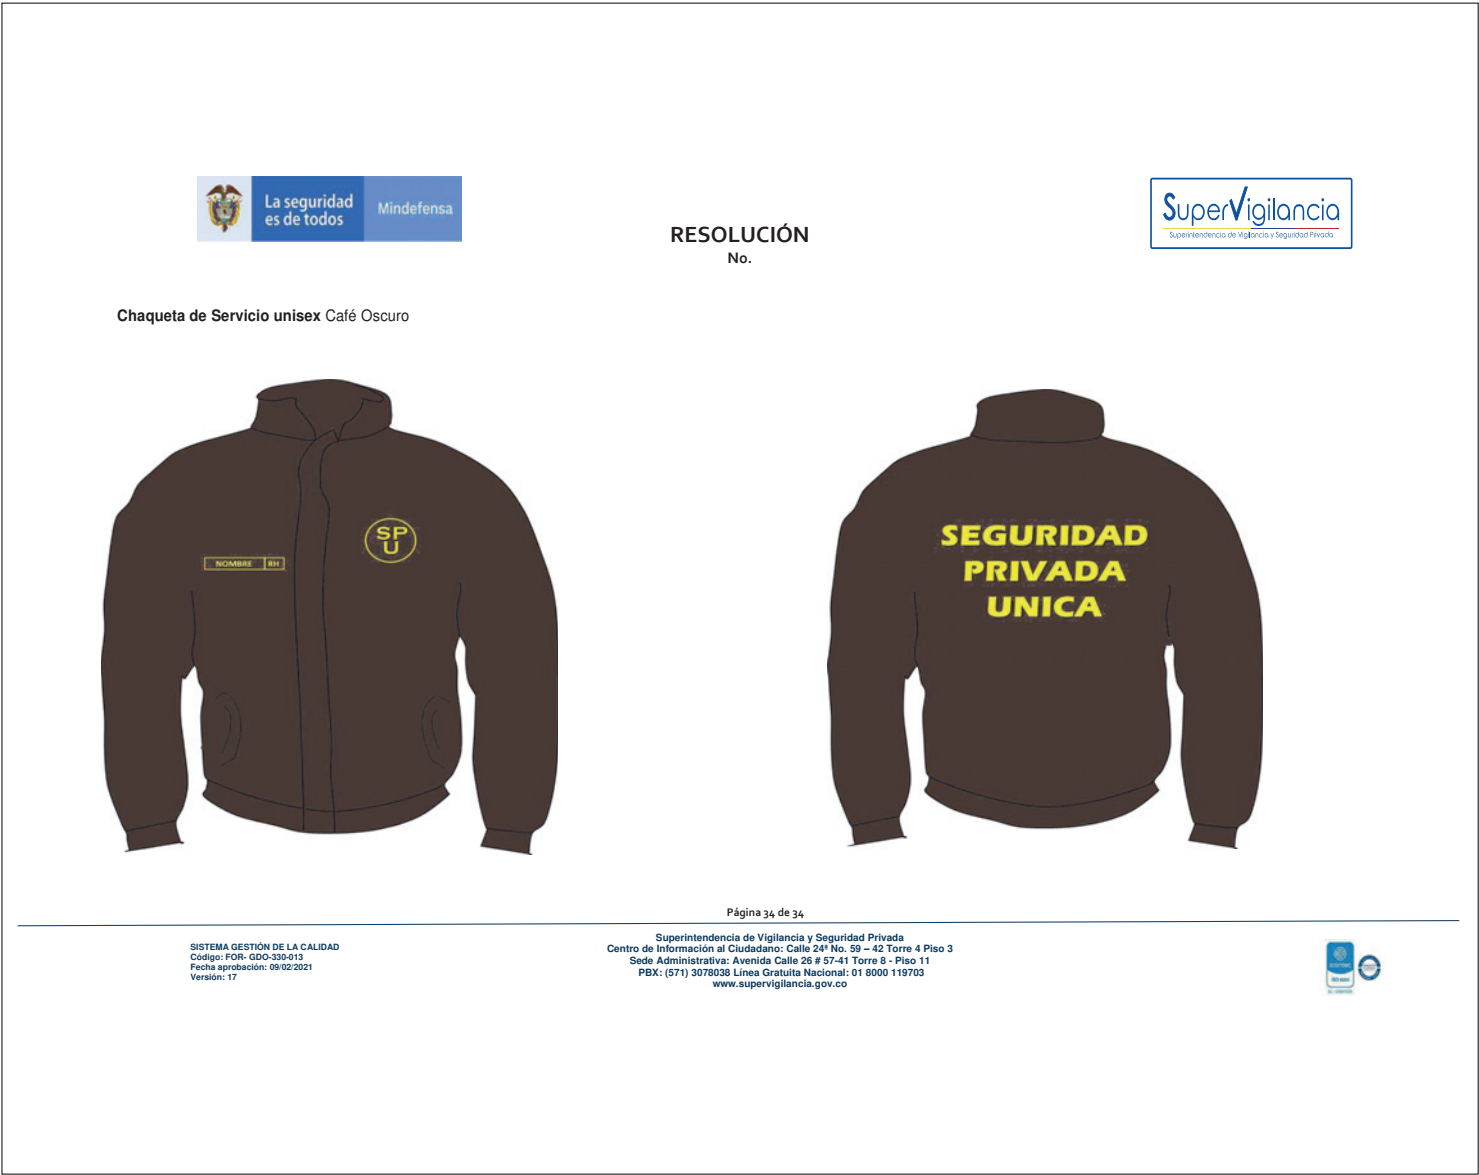 La seguridad
es de todos
Mindefensa
RESOLUCIÓN
No.
SuperVigilancia
Superintendencia de Vigilancia y Seguridad Privada
Chaqueta de Servicio unisex Café Oscuro
NOMBRE RH
SP
U
SEGURIDAD
PRIVADA
UNICA
Página 34 de 34
SISTEMA GESTIÓN DE LA CALIDAD
Código: FOR- GDO-330-013
Fecha aprobación: 09/02/2021
Versión: 17
Superintendencia de Vigilancia y Seguridad Privada
Centro de Información al Ciudadano: Calle 24ª No. 59 – 42 Torre 4 Piso 3
Sede Administrativa: Avenida Calle 26 # 57-41 Torre 8 - Piso 11
PBX: (571) 3078038 Línea Gratuita Nacional: 01 8000 119703
www.supervigilancia.gov.co